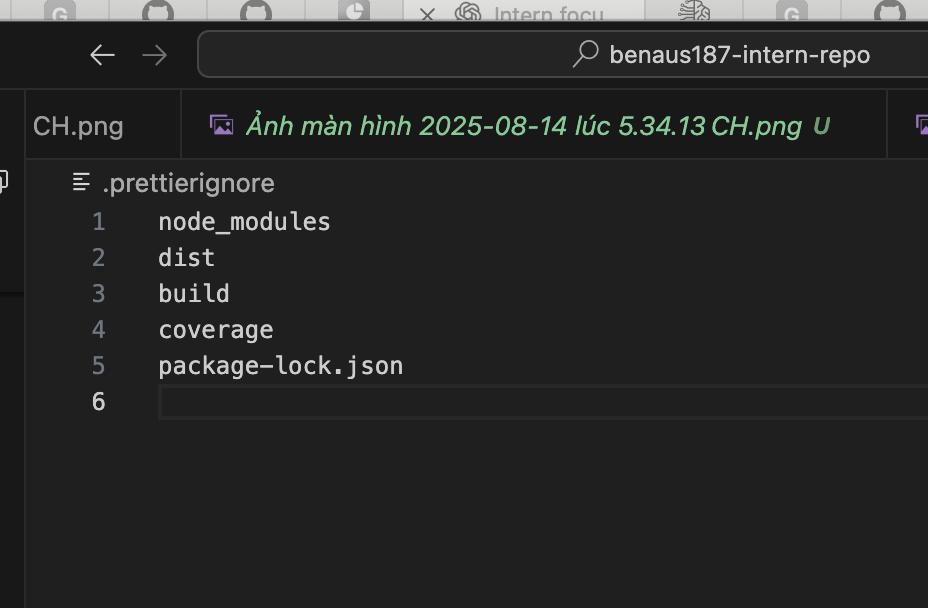 G
G
Intern focu
benaus187-intern-repo
CH.png
Ảnh màn hình 2025-08-14 lúc 5.34.13 CH.png U
.prettierignore
1 node_modules
2 dist
3 build
4 coverage
5 package-lock.json
6